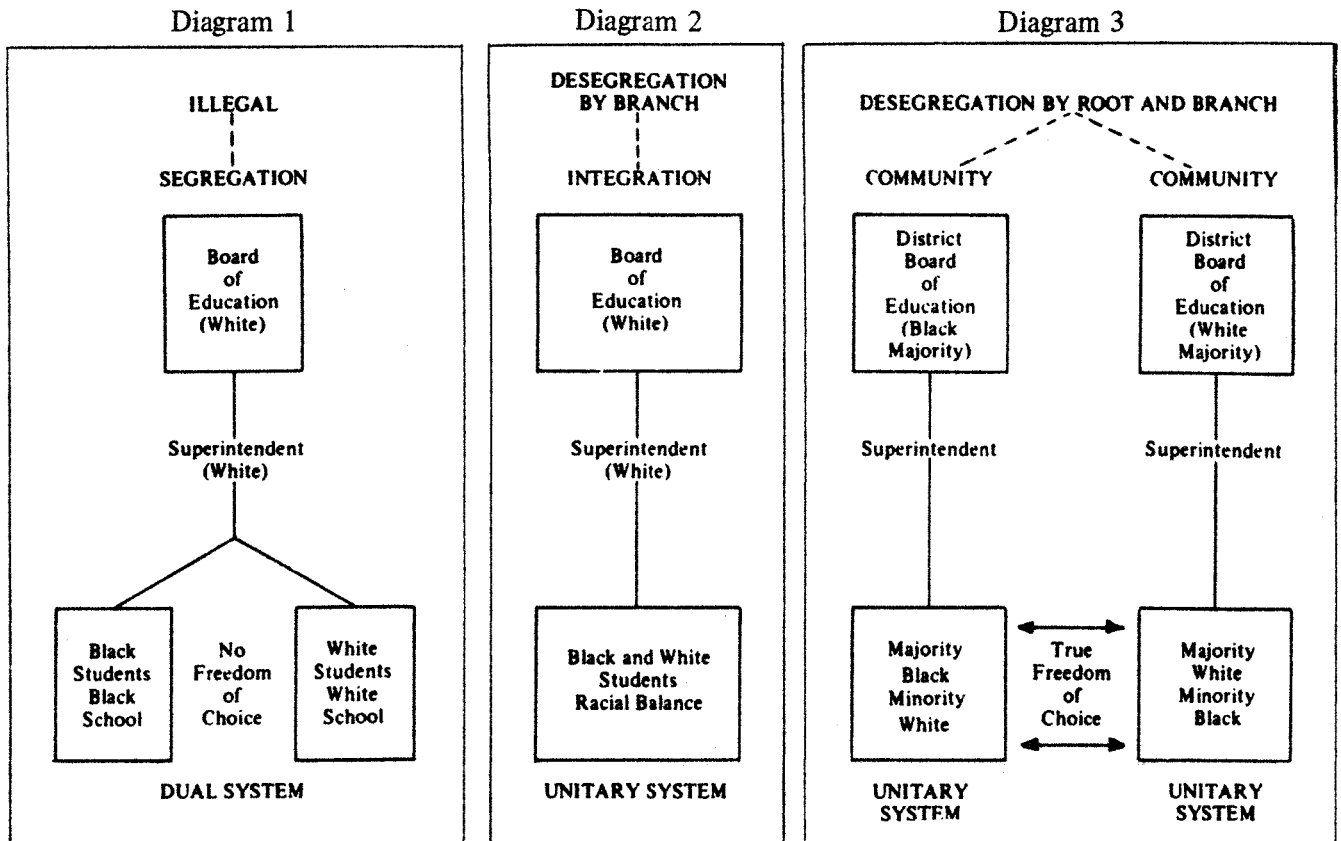 Diagram 1
ILLEGAL
SEGREGATION
Board
of
Education
(White)
Superintendent
(White)
Black
Students
Black
School
No
Freedom
of
Choice
White
Students
White
School
DUAL SYSTEM
Diagram 2
DESEGREGATION
BY BRANCH
INTEGRATION
Board
of
Education
(White)
Superintendent
(White)
Black and White
Students
Racial Balance
UNITARY SYSTEM
Diagram 3
DESEGREGATION BY ROOT AND BRANCH
COMMUNITY
District
Board
of
Education
(Black
Majority)
Superintendent
Majority
Black
Minority
White
UNITARY
SYSTEM
True
Freedom
of
Choice
COMMUNITY
District
Board
of
Education
(White
Majority)
Superintendent
Majority
White
Minority
Black
UNITARY
SYSTEM